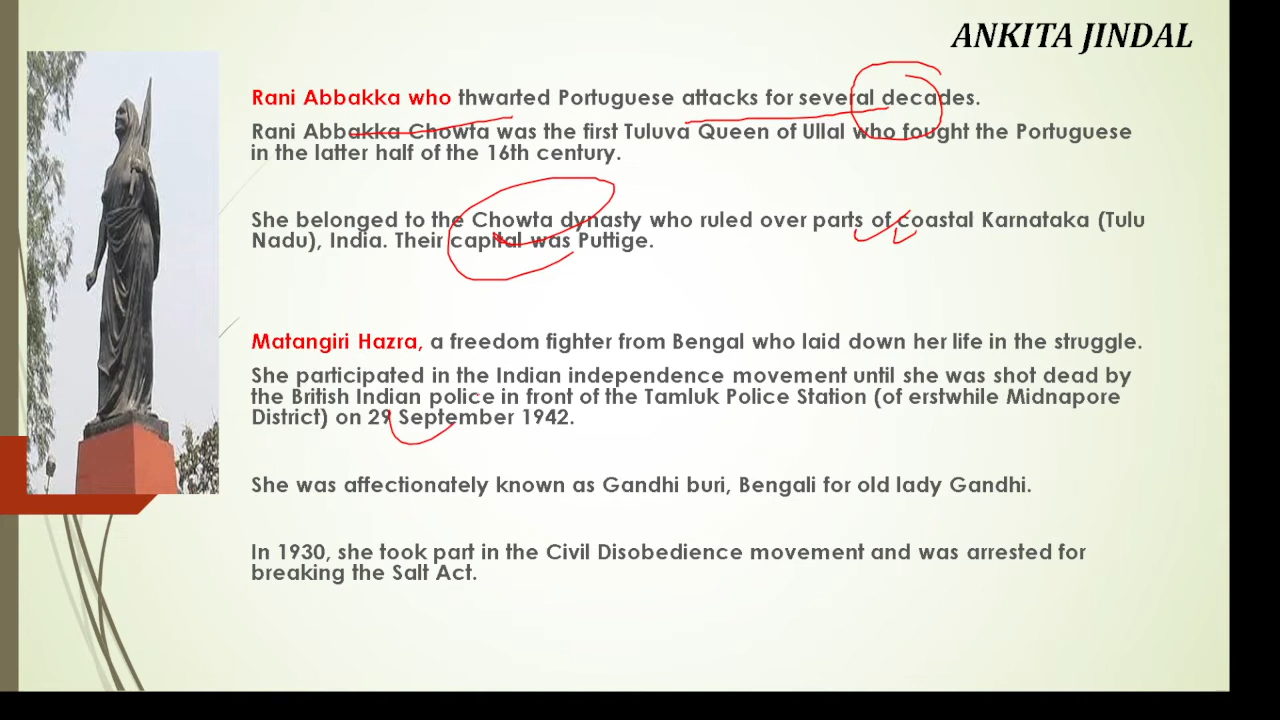 ANKITA JINDAL
Rani Abbakka who thwarted Portuguese attacks for several decades.
Rani Abbakka Chowta was the first Tuluva Queen of Ullal who fought the Portuguese
in the latter half of the 16th century.
She belonged to the Chowta dynasty who ruled over parts of coastal Karnataka (Tulu
Nadu), India. Their capital was Puttige.
Matangiri Hazra, a freedom fighter from Bengal who laid down her life in the struggle.
She participated in the Indian independence movement until she was shot dead by
the British Indian police in front of the Tamluk Police Station (of erstwhile Midnapore
District) on 29 September 1942.
She was affectionately known as Gandhi buri, Bengali for old lady Gandhi.
In 1930, she took part in the Civil Disobedience movement and was arrested for
breaking the Salt Act.